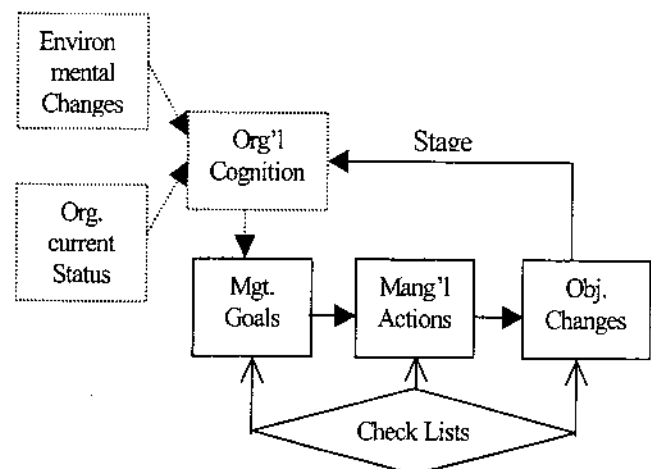 Environ
mental
Changes
Org'l
Cognition
Stage
Org.
current
Status
Mgt.
Goals
Mang'l
Actions
Obj.
Changes
Check Lists